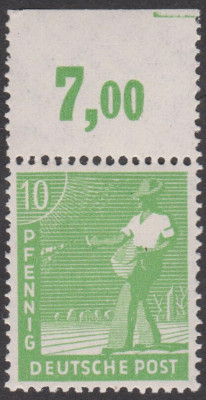 7,00
10
PFENNIG
DEUTSCHE POST